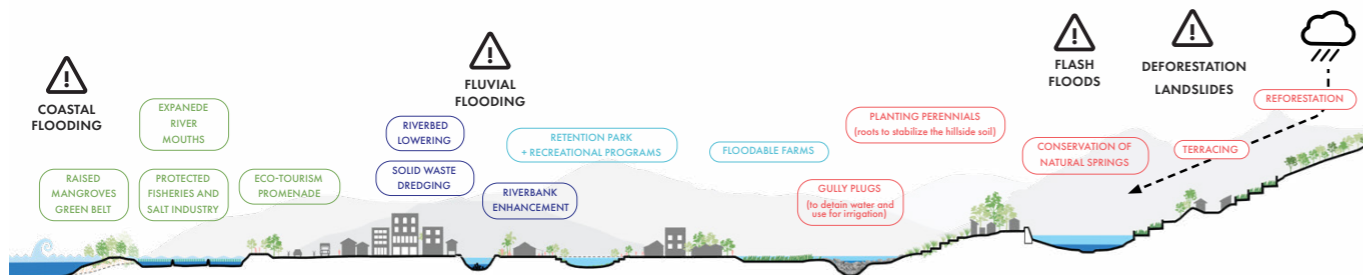 COASTAL
FLOODING
EXPANEDE
RIVER
MOUTHS
RAISED
MANGROVES
GREEN BELT
PROTECTED
FISHERIES AND
SALT INDUSTRY
ECO-TOURISM
PROMENADE
FLUVIAL
FLOODING
RIVERBED
LOWERING
SOLID WASTE
DREDGING
RIVERBANK
ENHANCEMENT
RETENTION PARK
+ RECREATIONAL PROGRAMS
FLOODABLE FARMS
PLANTING PERENNIALS
(roots to stabilize the hillside soil)
GULLY PLUGS
(to detain water and
use for irrigation)
FLASH
FLOODS
CONSERVATION OF
NATURAL SPRINGS
DEFORESTATION
LANDSLIDES
TERRACING
REFORESTATION